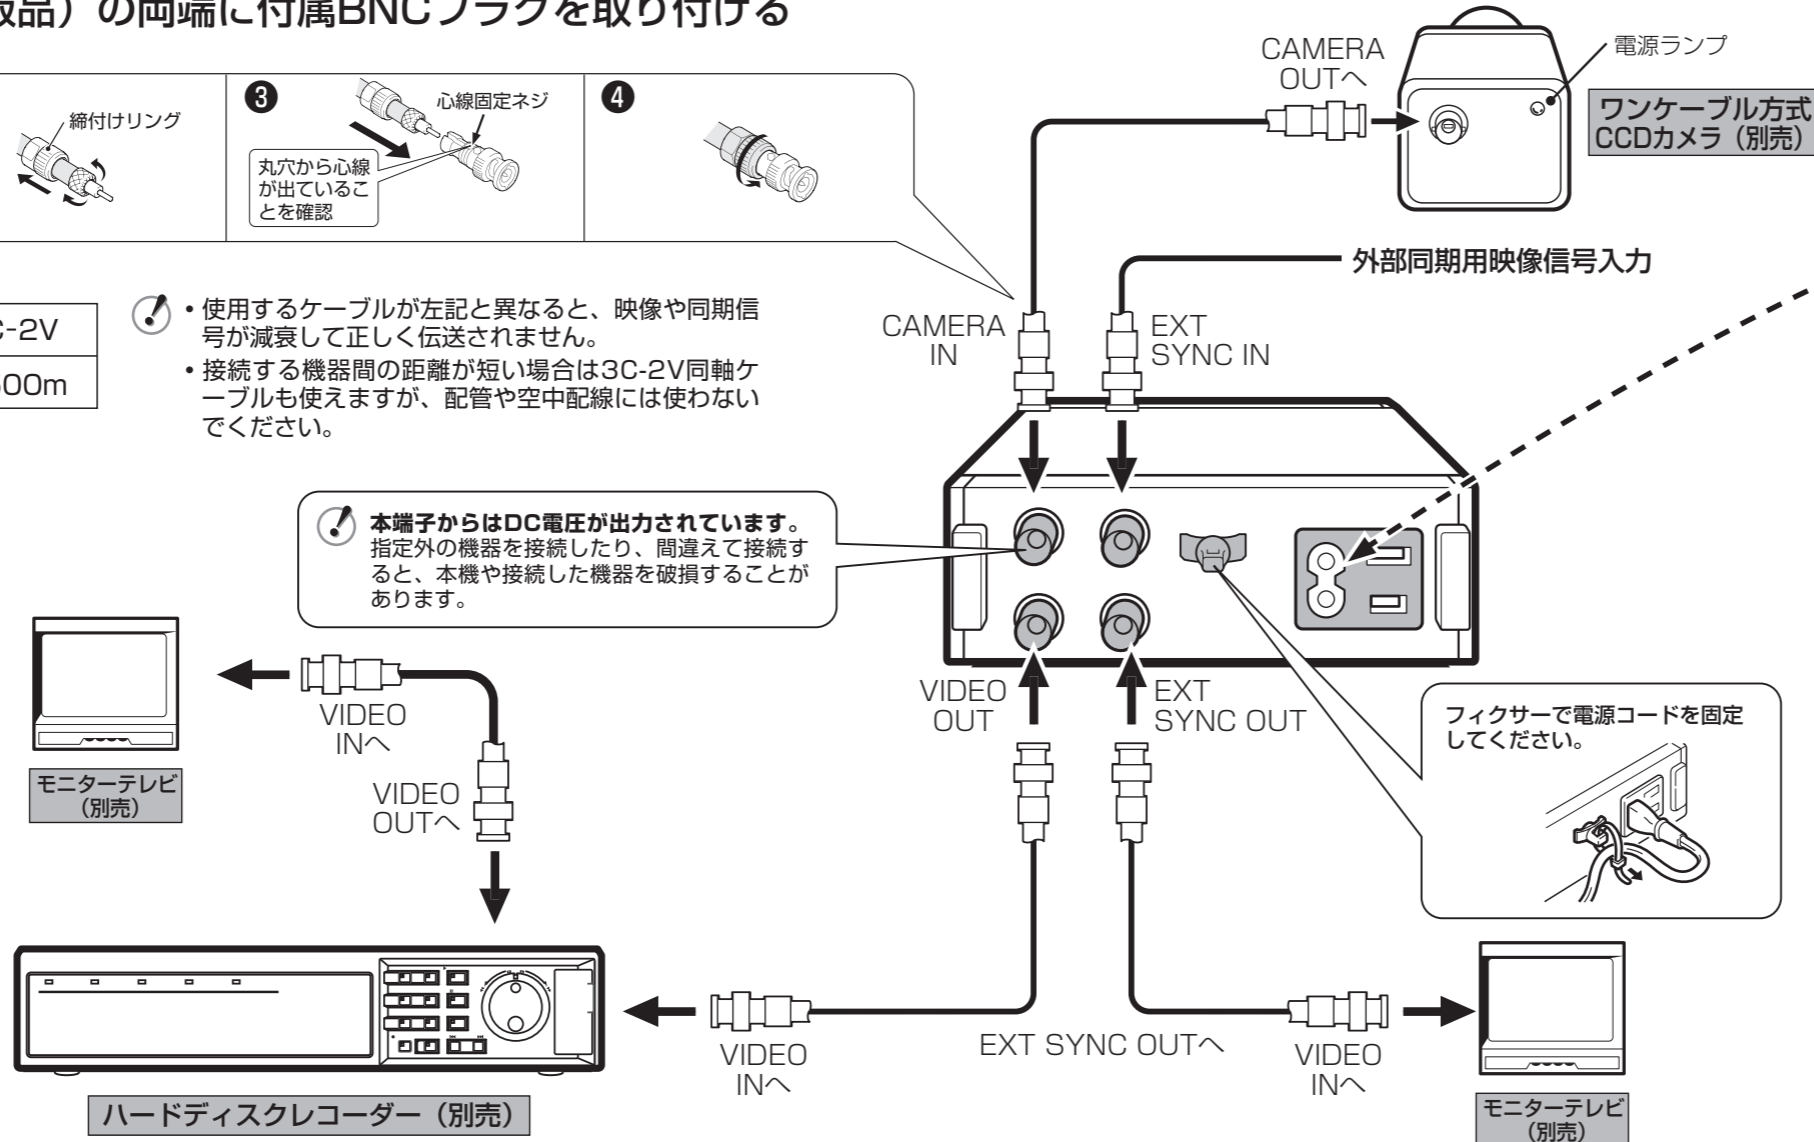 販品）の両端に付属BNCプラグを取り付ける
締付けリング
❸
心線固定ネジ
丸穴から心線
が出ているこ
とを確認
❹
C-2V
500m
• 使用するケーブルが左記と異なると、映像や同期信
号が減衰して正しく伝送されません。
• 接続する機器間の距離が短い場合は3C-2V同軸ケ
ーブルも使えますが、配管や空中配線には使わない
でください。
CAMERA
OUTへ
電源ランプ
ワンケーブル方式
CCDカメラ（別売）
外部同期用映像信号入力
CAMERA
IN
EXT
SYNC IN
本端子からはDC電圧が出力されています。
指定外の機器を接続したり、間違えて接続す
ると、本機や接続した機器を破損することが
あります。
VIDEO
OUT
EXT
SYNC OUT
フィクサーで電源コードを固定
してください。
VIDEO
INへ
モニターテレビ
（別売）
VIDEO
OUTへ
VIDEO
INへ
EXT SYNC OUTへ
VIDEO
INへ
ハードディスクレコーダー（別売）
モニターテレビ
（別売）